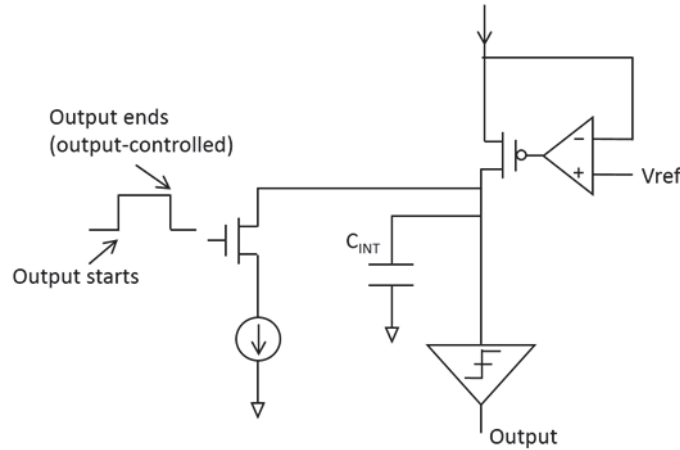 Output ends
(output-controlled)
Output starts
C_INT
−
+
Vref
Output